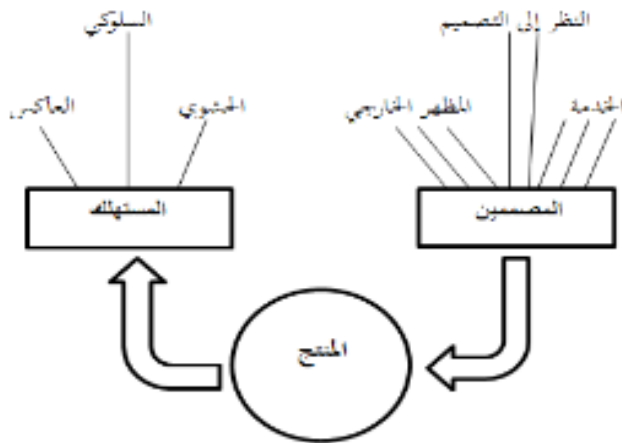 النظر إلى التصميم
السلوكي
الخدمة
المظهر الخارجي
الحشوي
العاكس
المصممين
المستهلك
المنتج